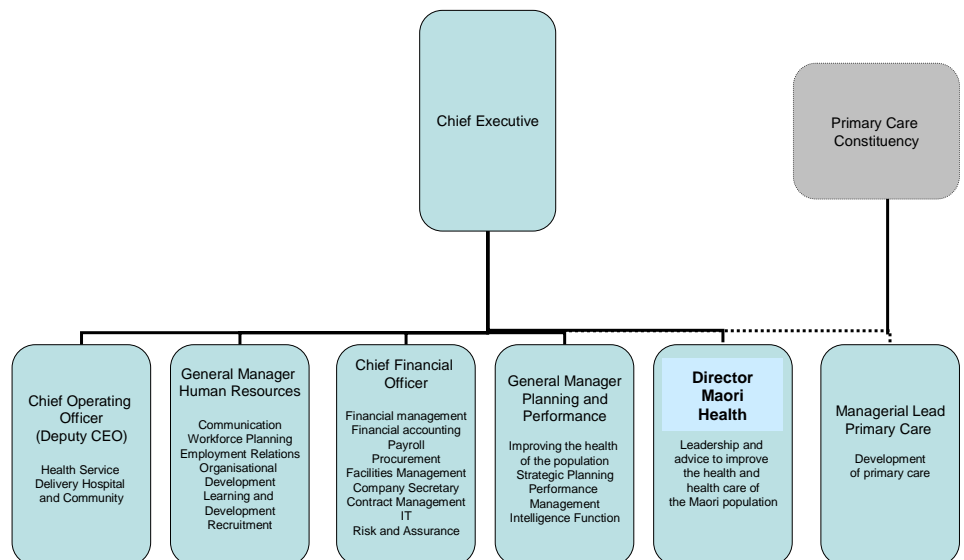 Chief Executive
Primary Care
Constituency
Chief Operating
Officer
(Deputy CEO)
Health Service
Delivery Hospital
and Community
General Manager
Human Resources
Communication
Workforce Planning
Employment Relations
Organisational
Development
Learning and
Development
Recruitment
Chief Financial
Officer
Financial management
Financial accounting
Payroll
Procurement
Facilities Management
Company Secretary
Contract Management
IT
Risk and Assurance
General Manager
Planning and
Performance
Improving the health
of the population
Strategic Planning
Performance
Management
Intelligence Function
Director
Maori
Health
Leadership and
advice to improve
the health and
health care of
the Maori population
Managerial Lead
Primary Care
Development
of primary care